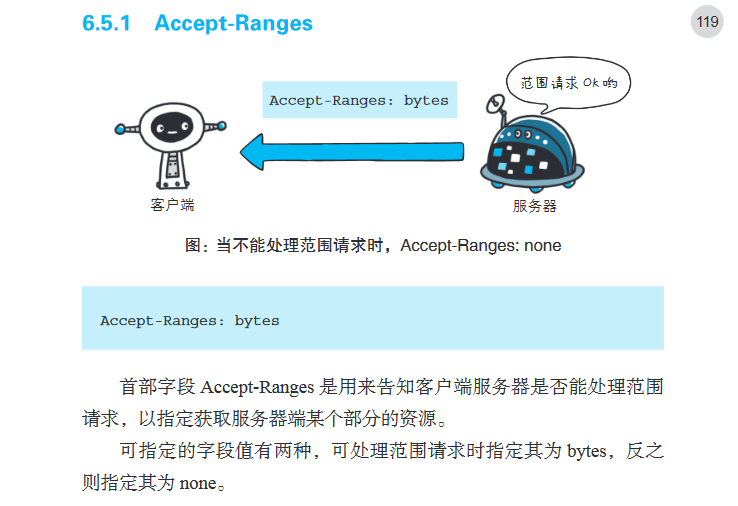 119
6.5.1 Accept-Ranges
范围请求 Ok 哟
Accept-Ranges: bytes
客户端
服务器
图：当不能处理范围请求时，Accept-Ranges: none
Accept-Ranges: bytes
首部字段 Accept-Ranges 是用来告知客户端服务器是否能处理范围
请求，以指定获取服务器端某个部分的资源。
可指定的字段值有两种，可处理范围请求时指定其为 bytes，反之
则指定其为 none。